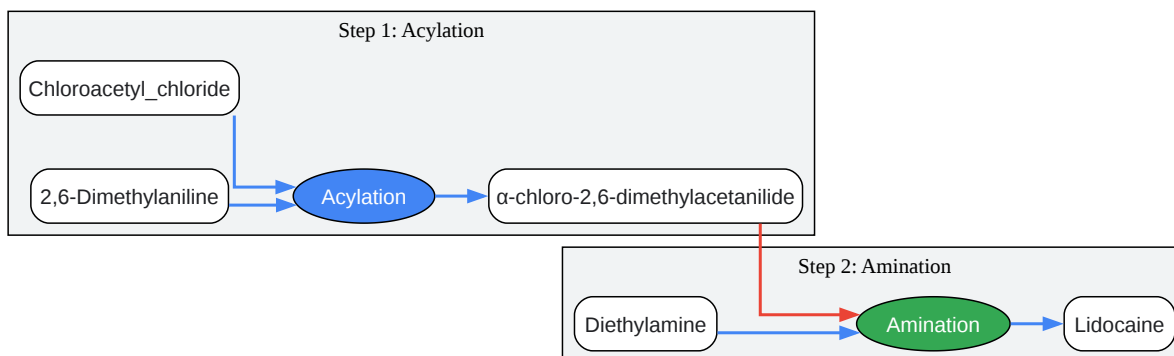 Step 1: Acylation
Chloroacetyl_chloride
2,6-Dimethylaniline
Acylation
α-chloro-2,6-dimethylacetanilide
Step 2: Amination
Diethylamine
Amination
Lidocaine